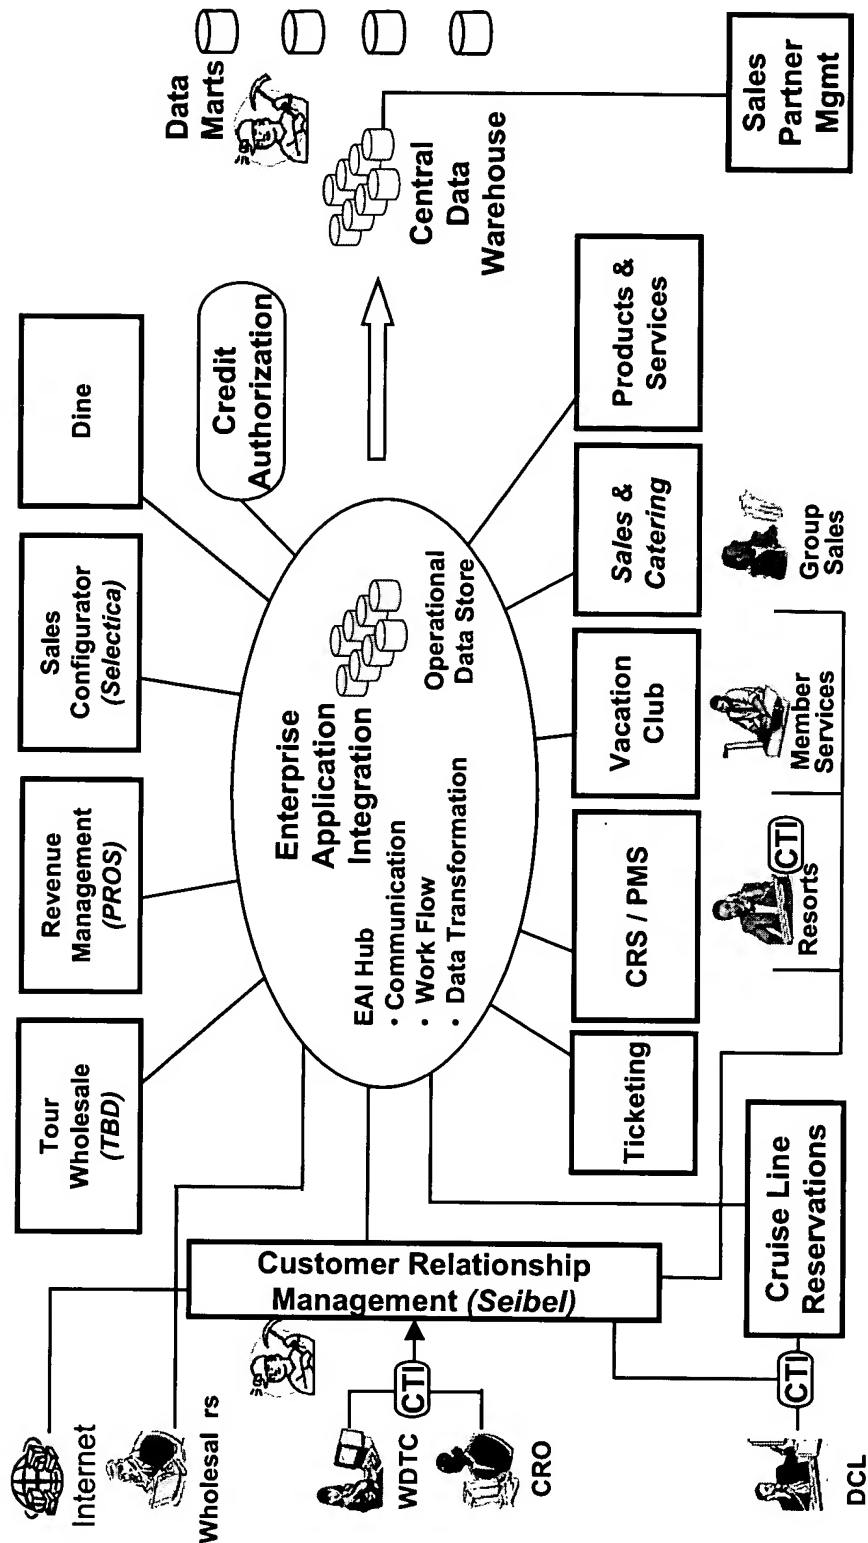 Tour
Wholesale
(TBD)
Revenue
Management
(PROS)
Sales
Configurator
(Selectica)
Dine
Credit
Authorization
Data
Marts
Central
Data
Warehouse
Sales
Partner
Mgmt
Internet
Wholesal rs
WDTC
CRO
CTI
Customer Relationship
Management (Seibel)
Enterprise
Application
Integration
EAI Hub
• Communication
• Work Flow
• Data Transformation
Operational
Data Store
Ticketing
CRS / PMS
Vacation
Club
Sales &
Catering
Products &
Services
Resorts
CTI
Member
Services
Group
Sales
DCL
CTI
Cruise Line
Reservations